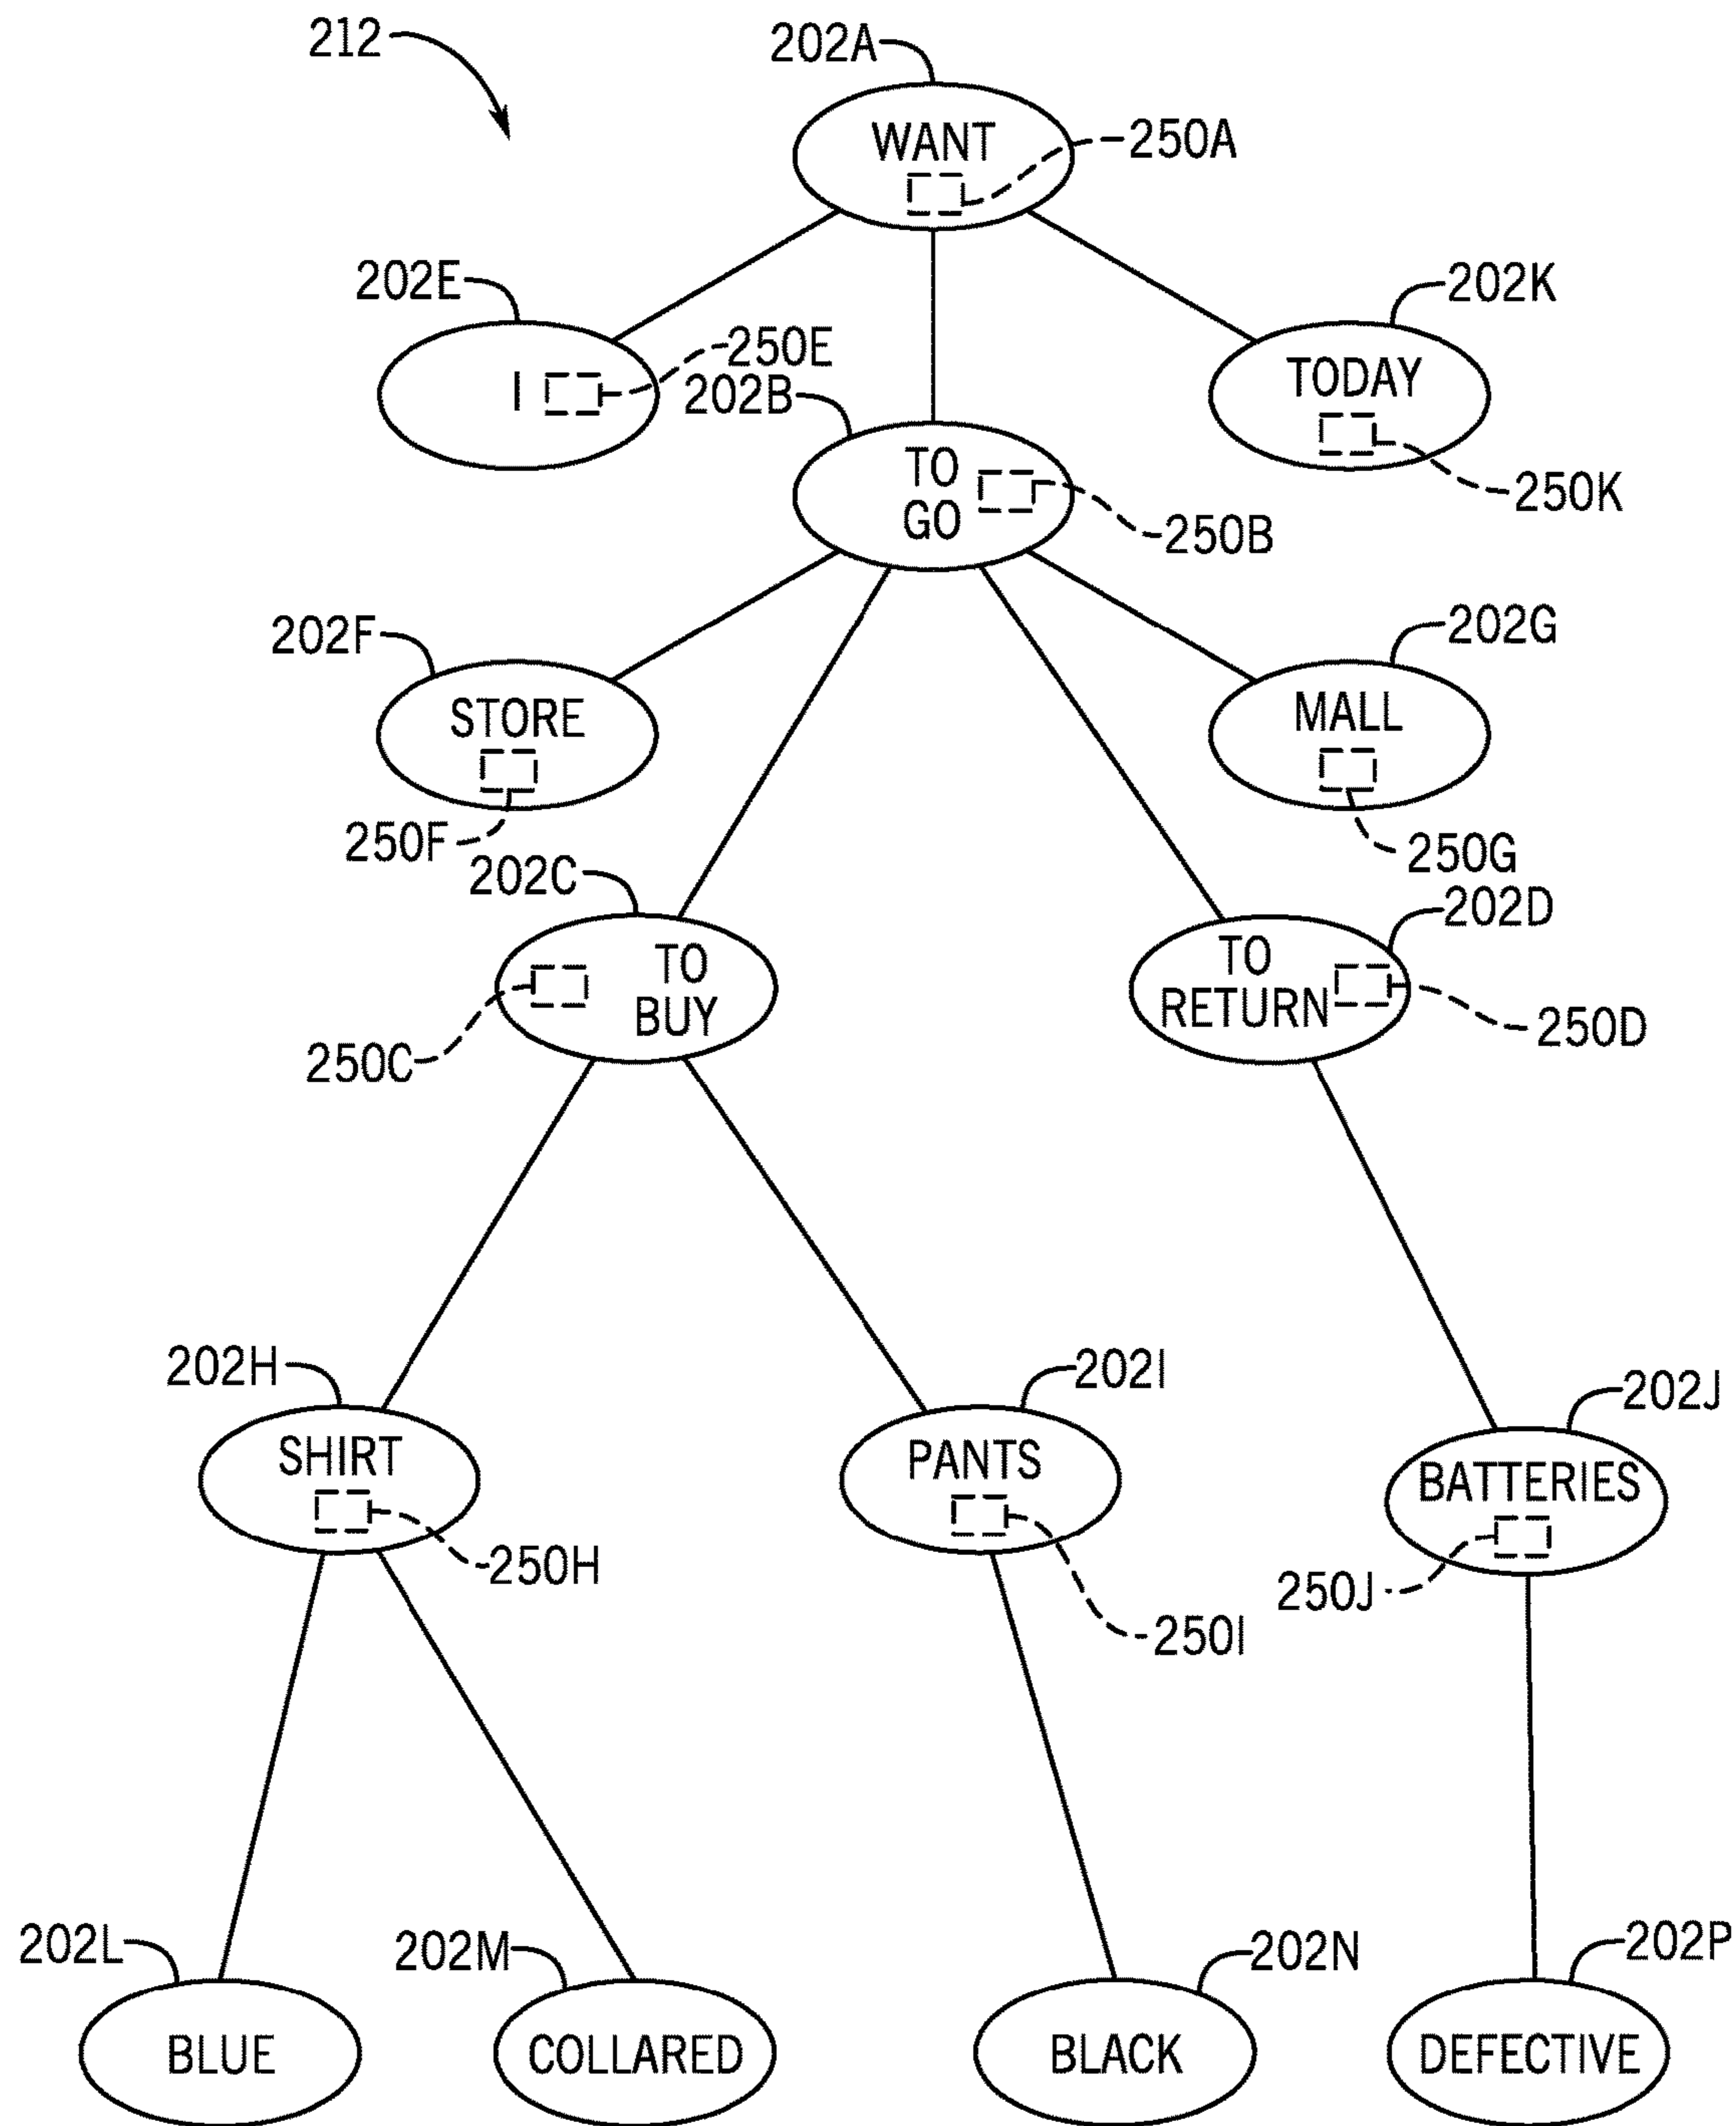 212
202A
WANT
250A
202E
202K
I
250E
202B
TODAY
TO
GO
250K
250B
202F
202G
STORE
MALL
250F
250G
202C
202D
TO
BUY
TO
RETURN
250C
250D
202H
202I
202J
SHIRT
PANTS
BATTERIES
250H
250J
250I
202L
202M
202N
202P
BLUE
COLLARED
BLACK
DEFECTIVE